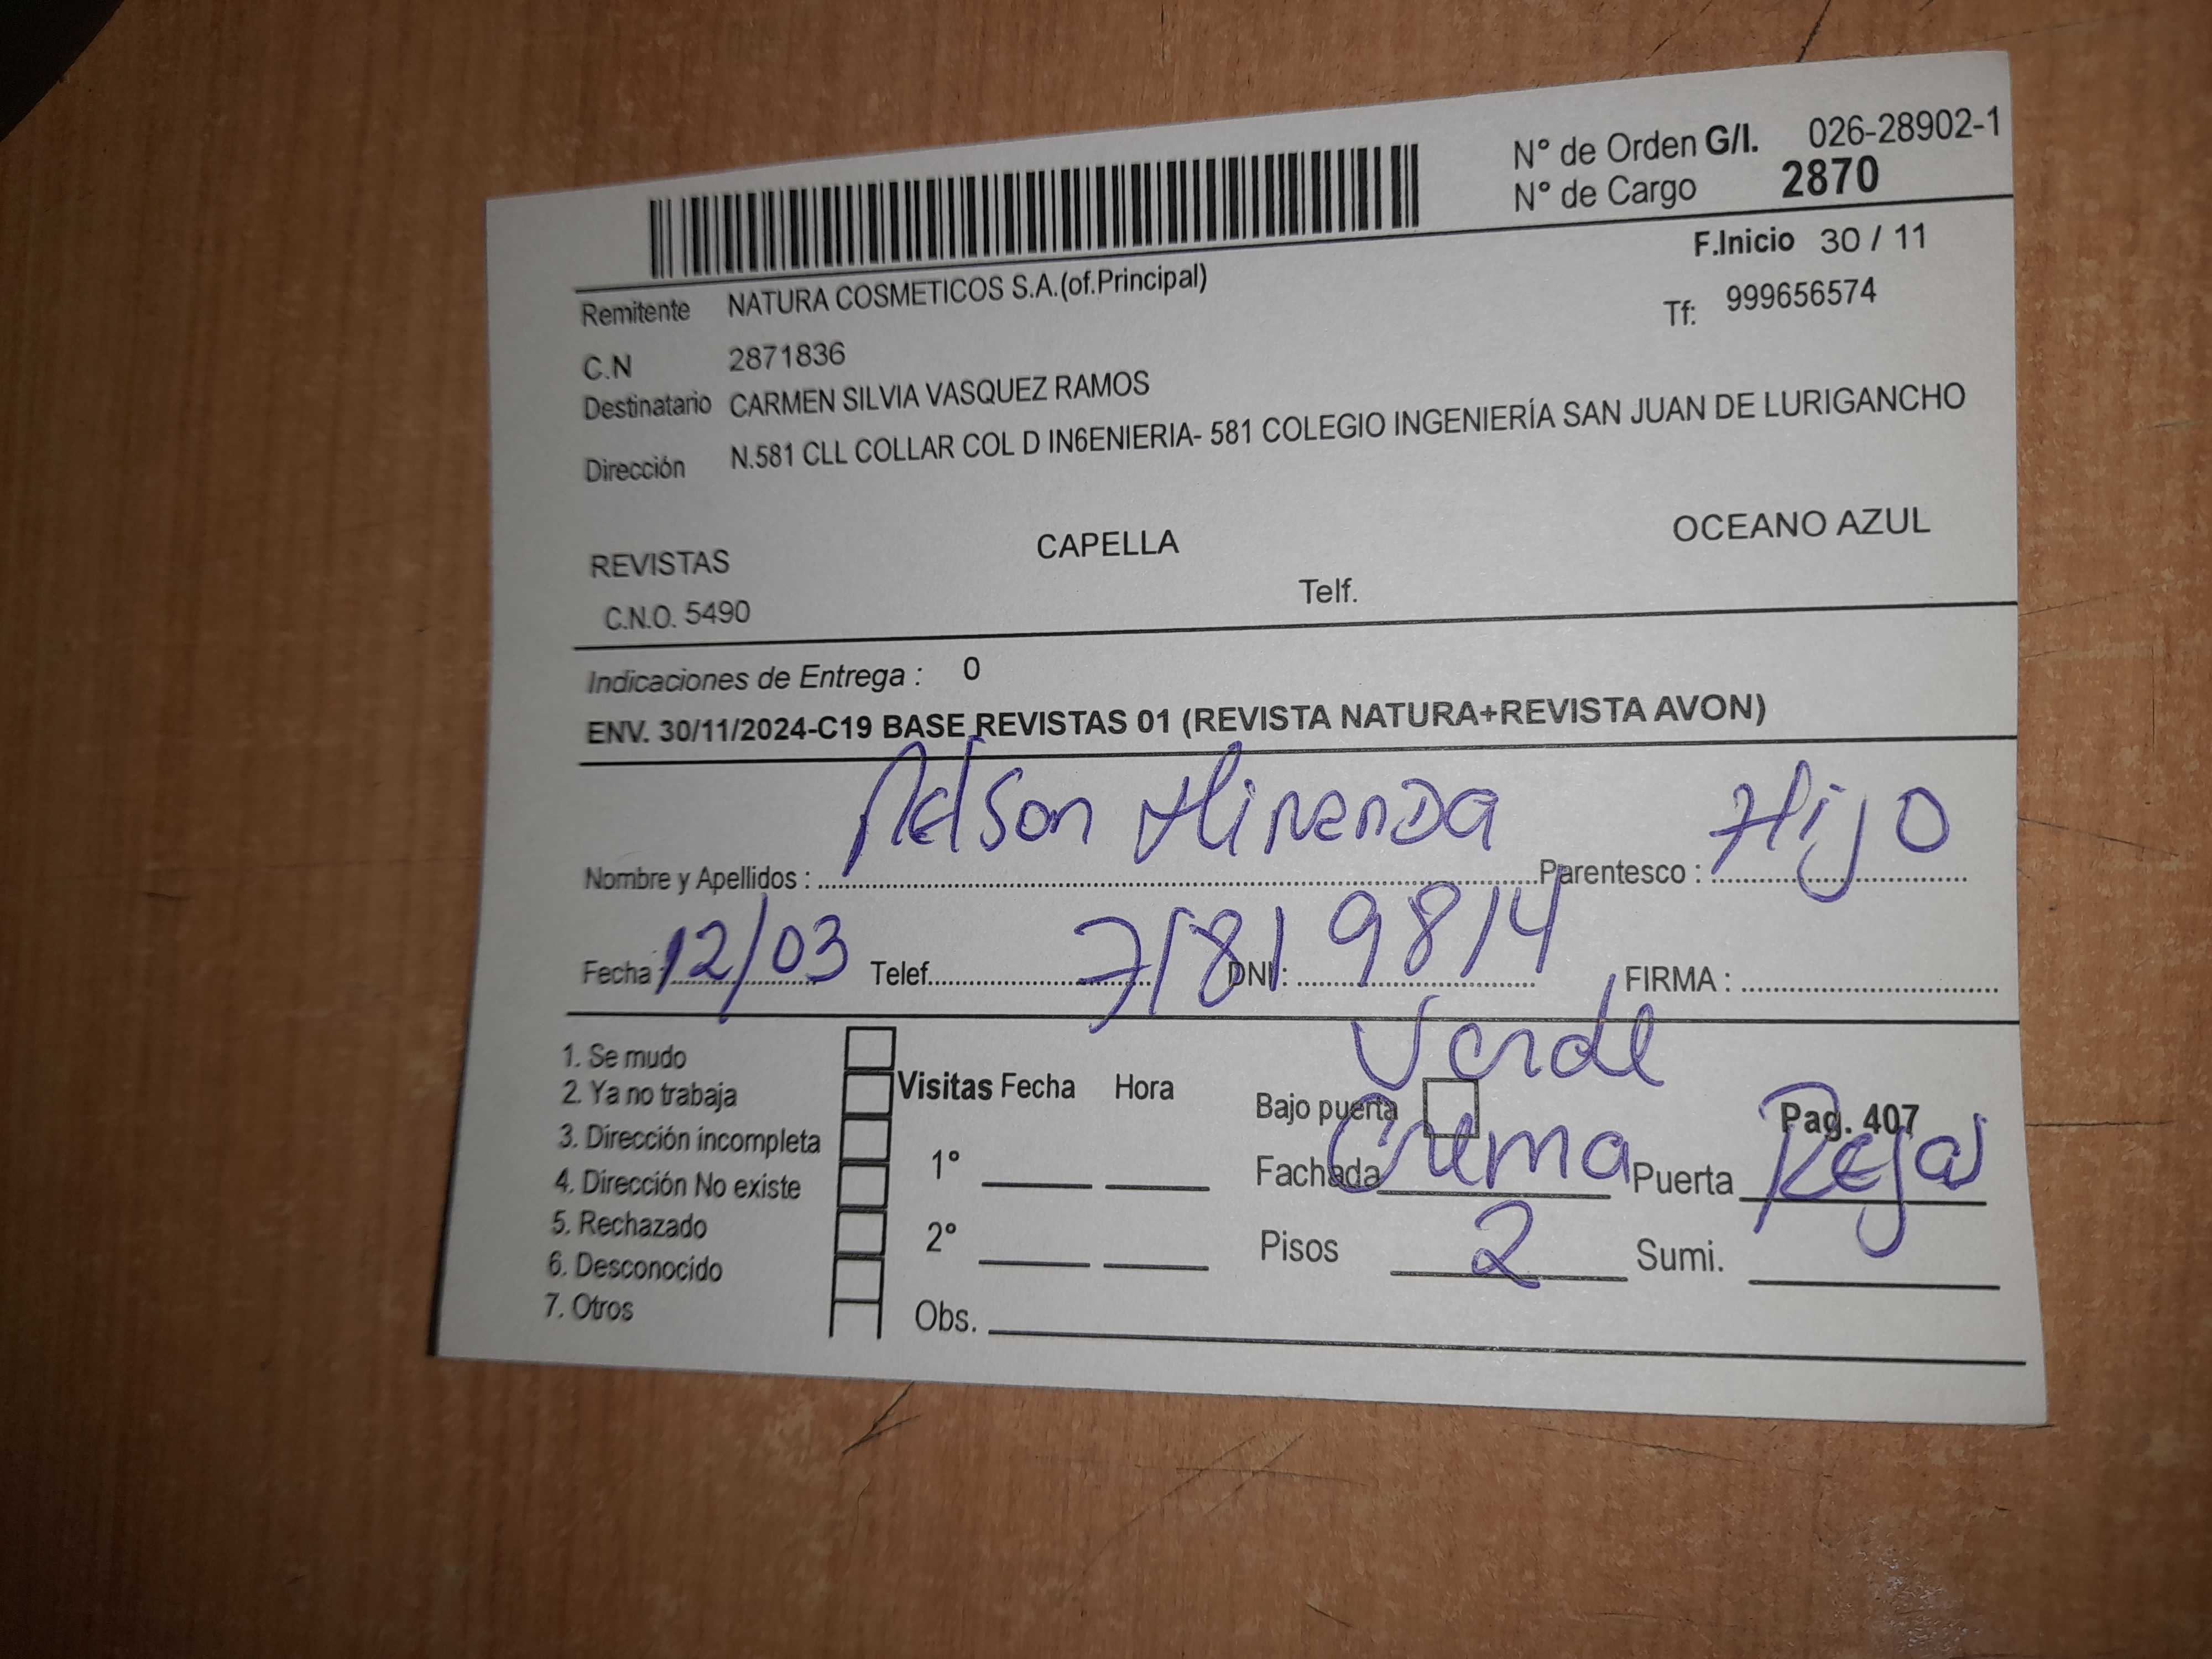 N° de Orden G/I. 026-28902-1
N° de Cargo 2870
F.Inicio 30 / 11
Remitente NATURA COSMETICOS S.A.(of.Principal)
Tf: 999656574
C.N 2871836
Destinatario CARMEN SILVIA VASQUEZ RAMOS
Dirección N.581 CLL COLLAR COL D IN6ENIERIA- 581 COLEGIO INGENIERÍA SAN JUAN DE LURIGANCHO
REVISTAS CAPELLA OCEANO AZUL
C.N.O. 5490 Telf.
Indicaciones de Entrega : 0
ENV. 30/11/2024-C19 BASE REVISTAS 01 (REVISTA NATURA+REVISTA AVON)
Nombre y Apellidos : Nelson Miranda Parentesco : Hijo
Fecha : 12/03 Telef. DNI : 71819814 FIRMA :
Verde
1. Se mudo
2. Ya no trabaja
3. Dirección incompleta
4. Dirección No existe
5. Rechazado
6. Desconocido
7. Otros
Visitas Fecha Hora
1°
2°
Obs.
Bajo puerta Pag. 407
Fachada Crema Puerta Rejas
Pisos 2 Sumi.